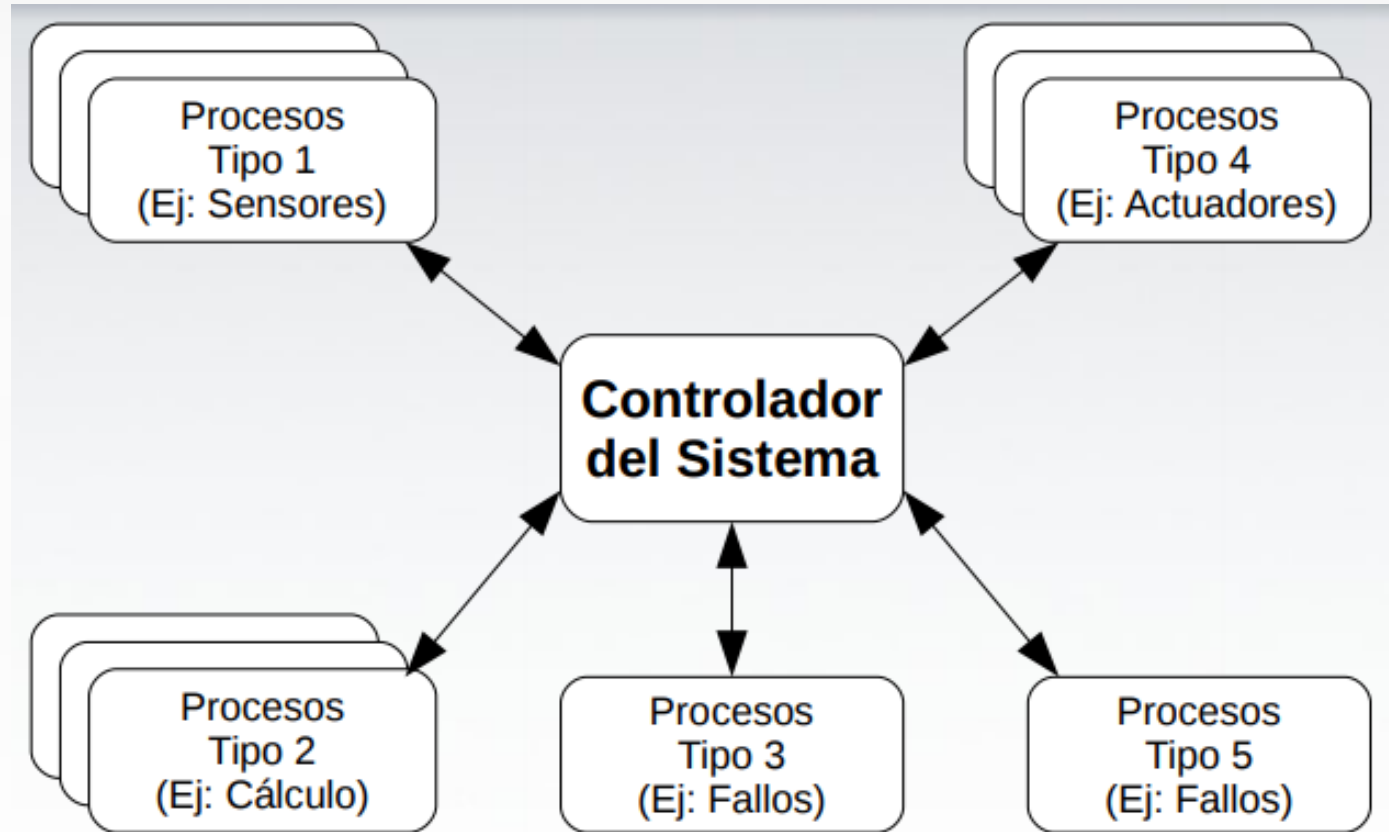 Procesos
Tipo 1
(Ej: Sensores)
Procesos
Tipo 4
(Ej: Actuadores)
Controlador
del Sistema
Procesos
Tipo 2
(Ej: Cálculo)
Procesos
Tipo 3
(Ej: Fallos)
Procesos
Tipo 5
(Ej: Fallos)